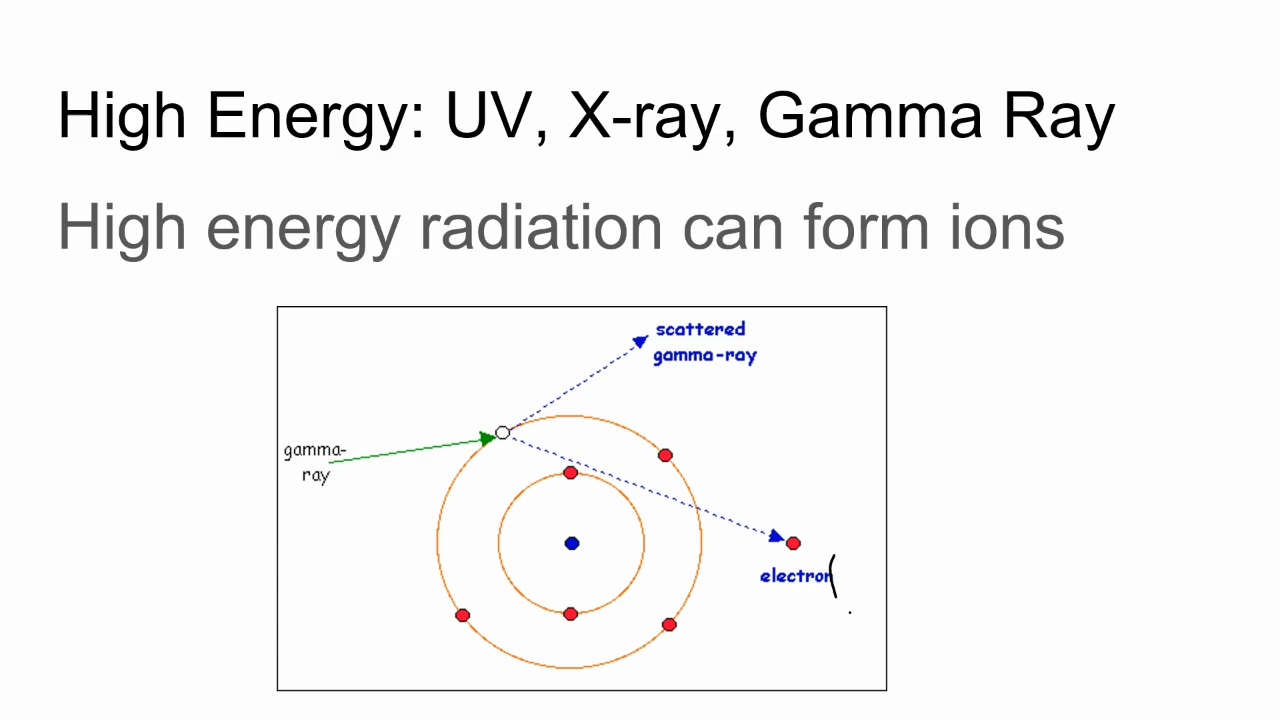 High Energy: UV, X-ray, Gamma Ray
High energy radiation can form ions
scattered
gamma-ray
gamma-
ray
electron
(